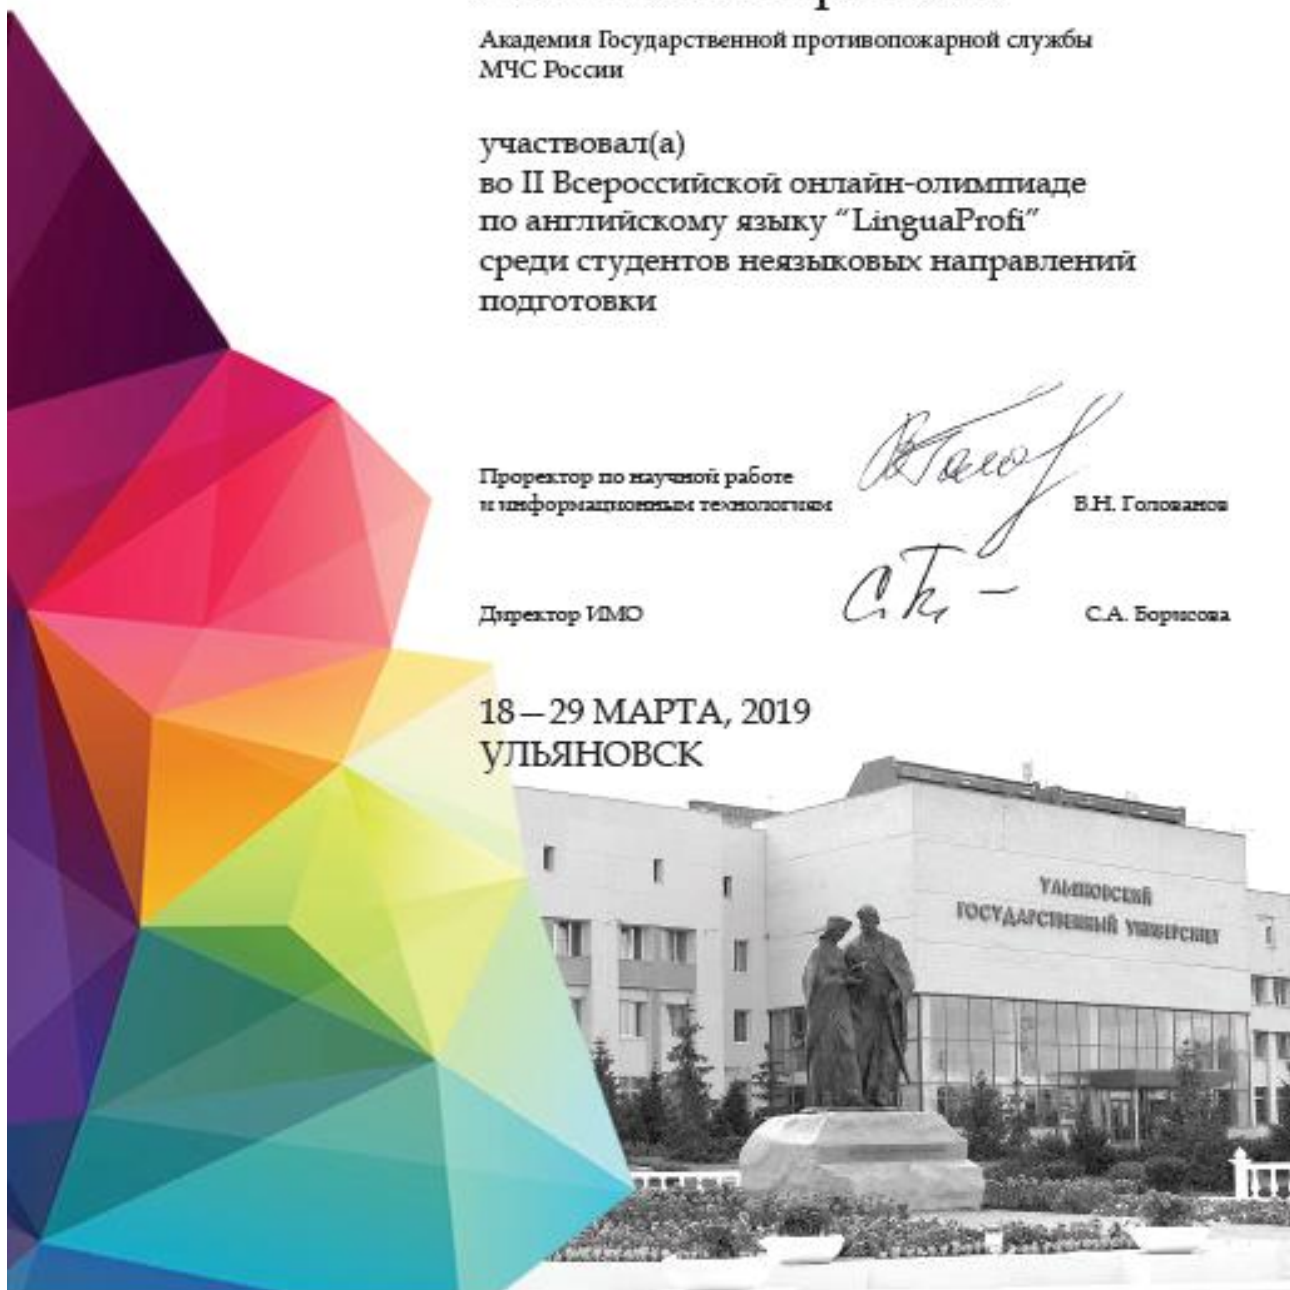 Академия Государственной противопожарной службы
МЧС России
участвовал(а)
во II Всероссийской онлайн-олимпиаде
по английскому языку “LinguaProfi”
среди студентов неязыковых направлений
подготовки
Проректор по научной работе
и информационным технологиям
В.Н. Голованов
Директор ИМО
С.А. Борисова
18—29 МАРТА, 2019
УЛЬЯНОВСК
УЛЬЯНОВСКИЙ
ГОСУДАРСТВЕННЫЙ УНИВЕРСИТЕТ